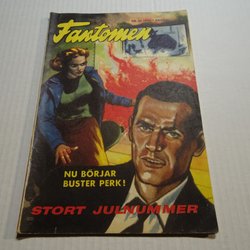 Fantomen
NU BÖRJAR
BUSTER PERK!
STORT JULNUMMER